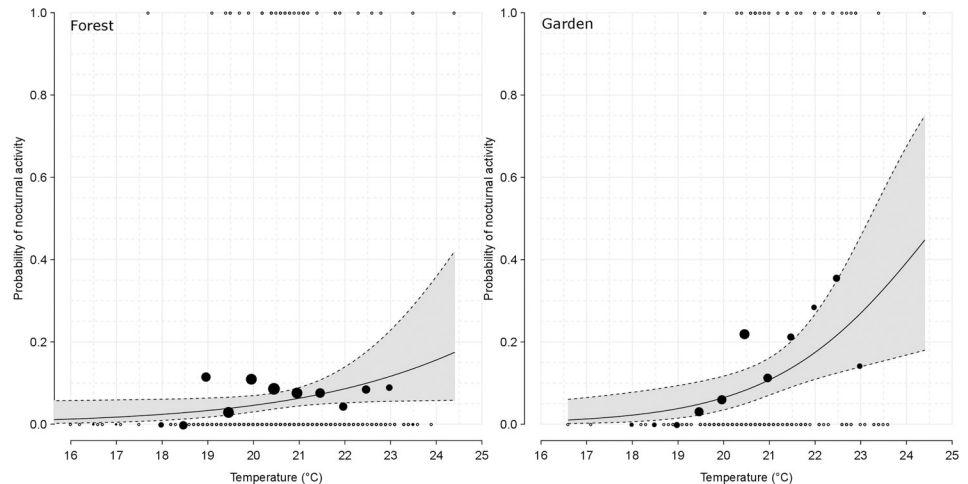 Forest
Probability of nocturnal activity
1.0
0.8
0.6
0.4
0.2
0.0
16 17 18 19 20 21 22 23 24 25
Temperature (°C)
Garden
Probability of nocturnal activity
1.0
0.8
0.6
0.4
0.2
0.0
16 17 18 19 20 21 22 23 24 25
Temperature (°C)